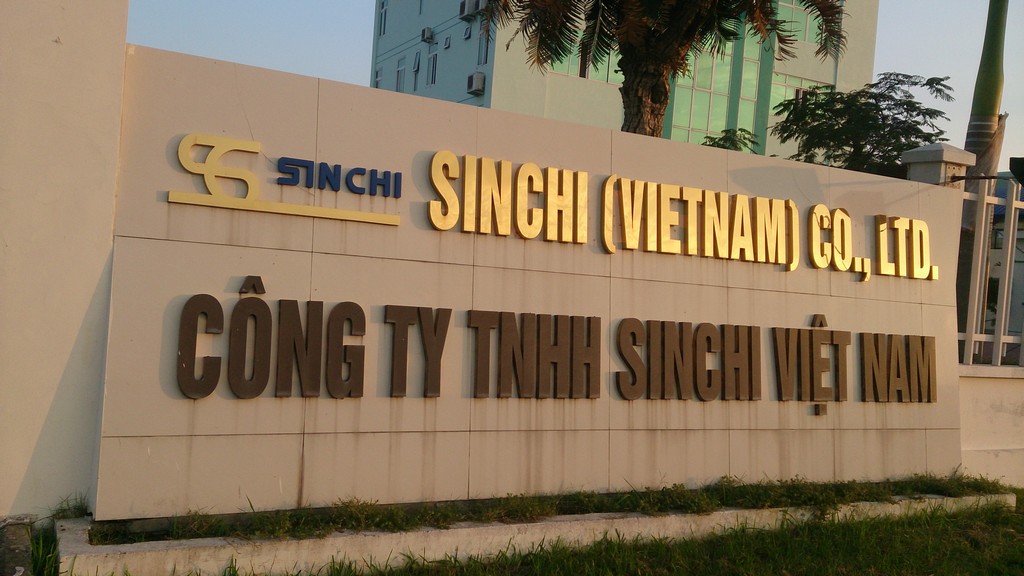 SINCHI SINCHI (VIETNAM) CO., LTD.
CÔNG TY TNHH SINCHI VIỆT NAM